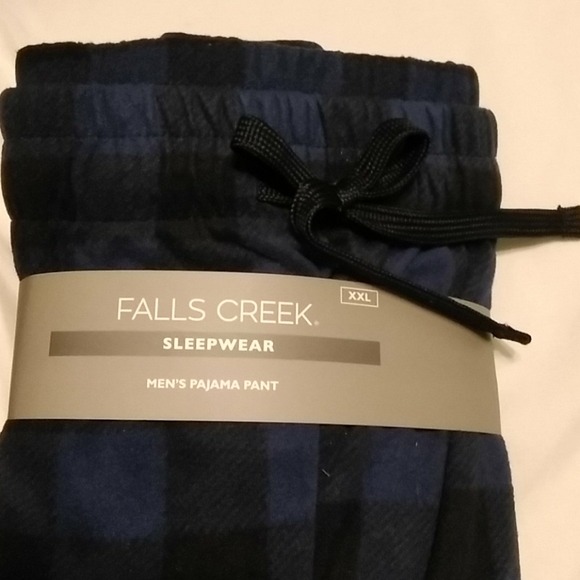 XXL
FALLS CREEK®
SLEEPWEAR
MEN'S PAJAMA PANT